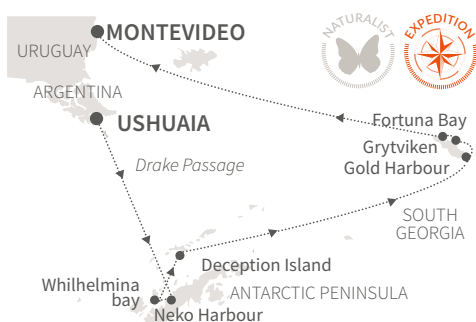 NATURALIST
EXPEDITION
MONTEVIDEO
URUGUAY
ARGENTINA
USHUAIA
Drake Passage
Fortuna Bay
Grytviken
Gold Harbour
SOUTH
GEORGIA
Deception Island
Whilhelmina
bay
ANTARCTIC PENINSULA
Neko Harbour